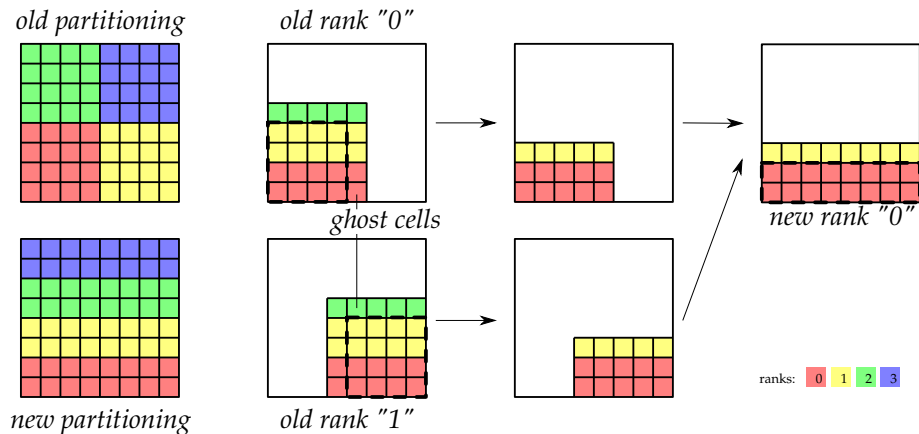 old partitioning
old rank "0"
ghost cells
new rank "0"
new partitioning
old rank "1"
ranks: 0 1 2 3